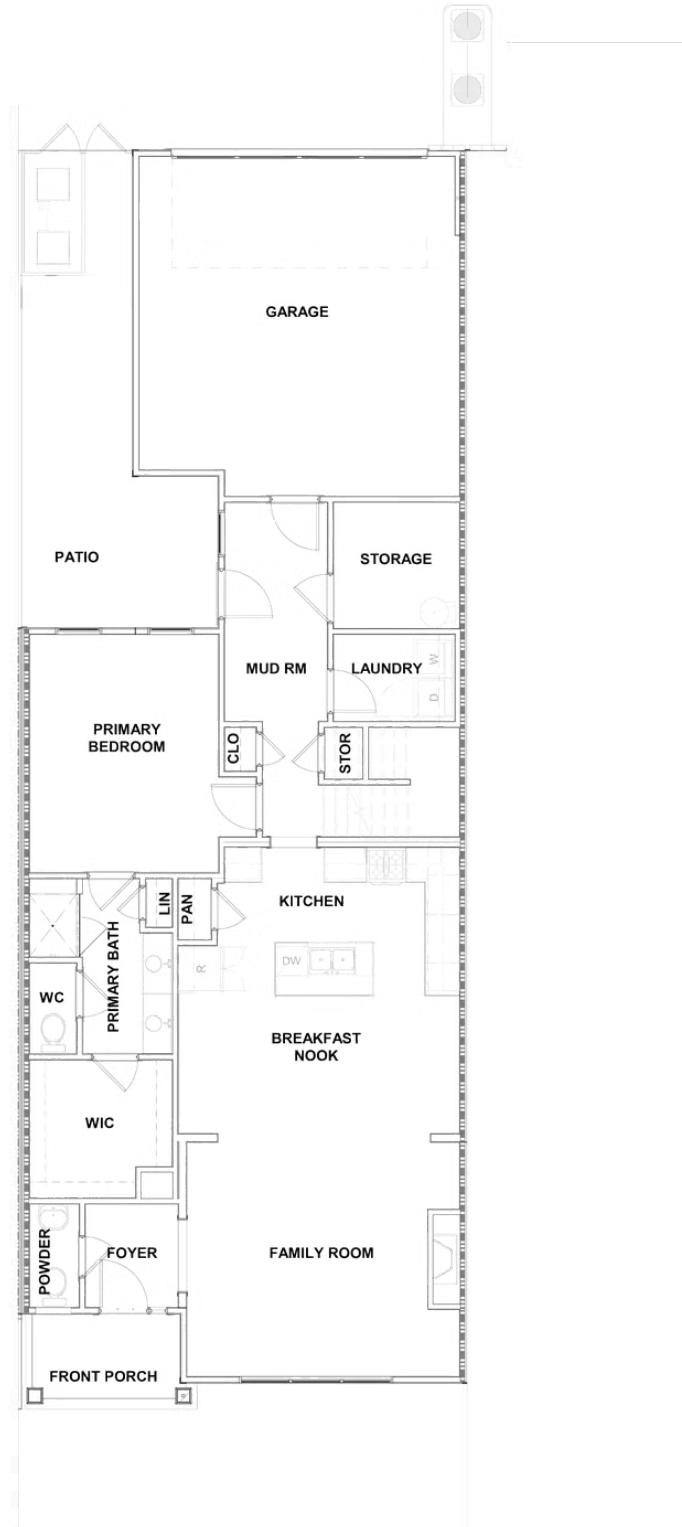 GARAGE
PATIO
STORAGE
MUD RM
LAUNDRY
W
D
PRIMARY
BEDROOM
CLO
STOR
KITCHEN
LIN
PAN
PRIMARY BATH
WC
R
DW
BREAKFAST
NOOK
WIC
POWDER
FOYER
FAMILY ROOM
FRONT PORCH